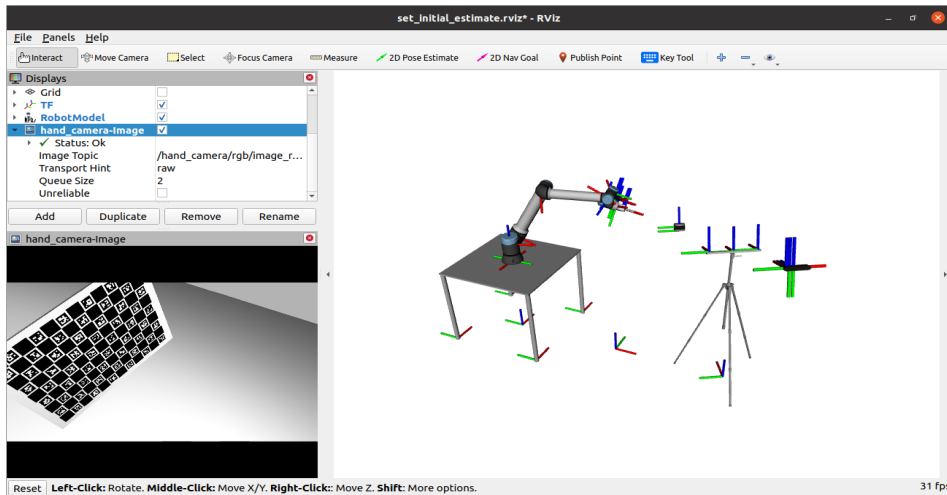 set_initial_estimate.rviz* - RViz
File Panels Help
Interact Move Camera Select Focus Camera Measure 2D Pose Estimate 2D Nav Goal Publish Point Key Tool
Displays
Grid
TF
RobotModel
hand_camera-Image
Status: Ok
Image Topic /hand_camera/rgb/image_r...
Transport Hint raw
Queue Size 2
Unreliable
Add Duplicate Remove Rename
hand_camera-Image
Reset Left-Click: Rotate. Middle-Click: Move X/Y. Right-Click:: Move Z. Shift: More options.
31 fps